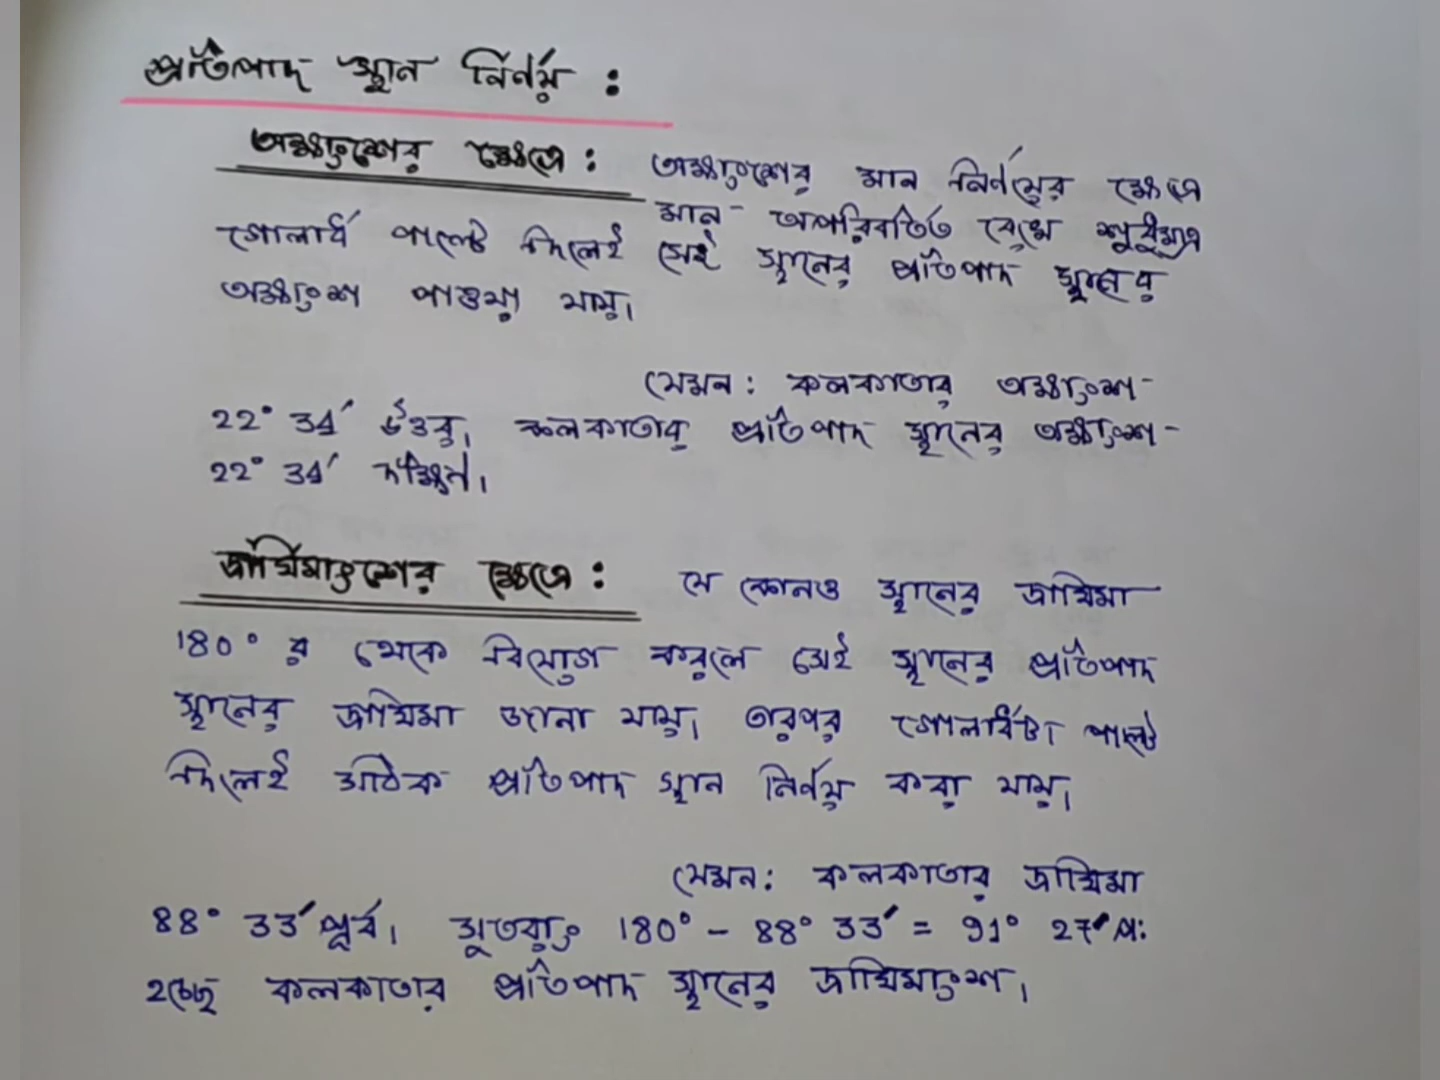 প্রতিপাদ স্থান নির্ণয় :
অক্ষাংশের ক্ষেত্রে : অক্ষাংশের মান নির্ণয়ের ক্ষেত্রে
মান অপরিবর্তিত রেখে শুধুমাত্র
গোলার্ধ পাল্টে দিলেই সেই স্থানের প্রতিপাদ স্থানের
অক্ষাংশ পাওয়া যায়।
যেমন : কলকাতার অক্ষাংশ -
22° 34′ উত্তর। কলকাতার প্রতিপাদ স্থানের অক্ষাংশ -
22° 34′ দক্ষিণ।
দ্রাঘিমাংশের ক্ষেত্রে : যে কোনও স্থানের দ্রাঘিমা
180° র থেকে বিয়োগ করলে সেই স্থানের প্রতিপাদ
স্থানের দ্রাঘিমা জানা যায়। তারপর গোলার্ধটা পাল্টে
দিলেই সঠিক প্রতিপাদ স্থান নির্ণয় করা যায়।
যেমন : কলকাতার দ্রাঘিমা
88° 33′ পূর্ব। সুতরাং 180° - 88° 33′ = 91° 27′ প:
হচ্ছে কলকাতার প্রতিপাদ স্থানের দ্রাঘিমাংশ।